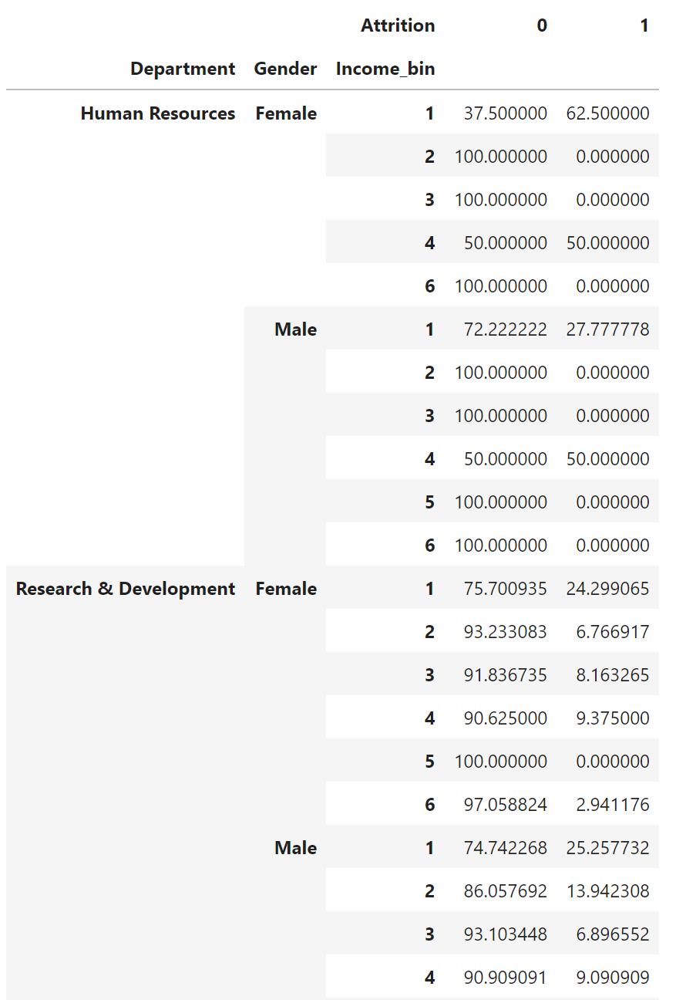 Attrition 0 1
Department Gender Income_bin
Human Resources Female 1 37.500000 62.500000
2 100.000000 0.000000
3 100.000000 0.000000
4 50.000000 50.000000
6 100.000000 0.000000
Male 1 72.222222 27.777778
2 100.000000 0.000000
3 100.000000 0.000000
4 50.000000 50.000000
5 100.000000 0.000000
6 100.000000 0.000000
Research & Development Female 1 75.700935 24.299065
2 93.233083 6.766917
3 91.836735 8.163265
4 90.625000 9.375000
5 100.000000 0.000000
6 97.058824 2.941176
Male 1 74.742268 25.257732
2 86.057692 13.942308
3 93.103448 6.896552
4 90.909091 9.090909